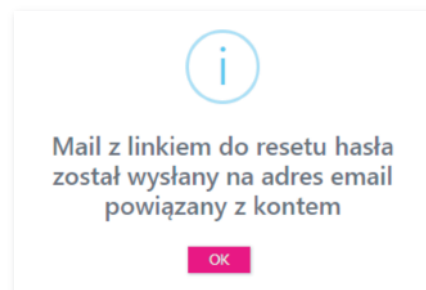 i
Mail z linkiem do resetu hasła
został wysłany na adres email
powiązany z kontem
OK